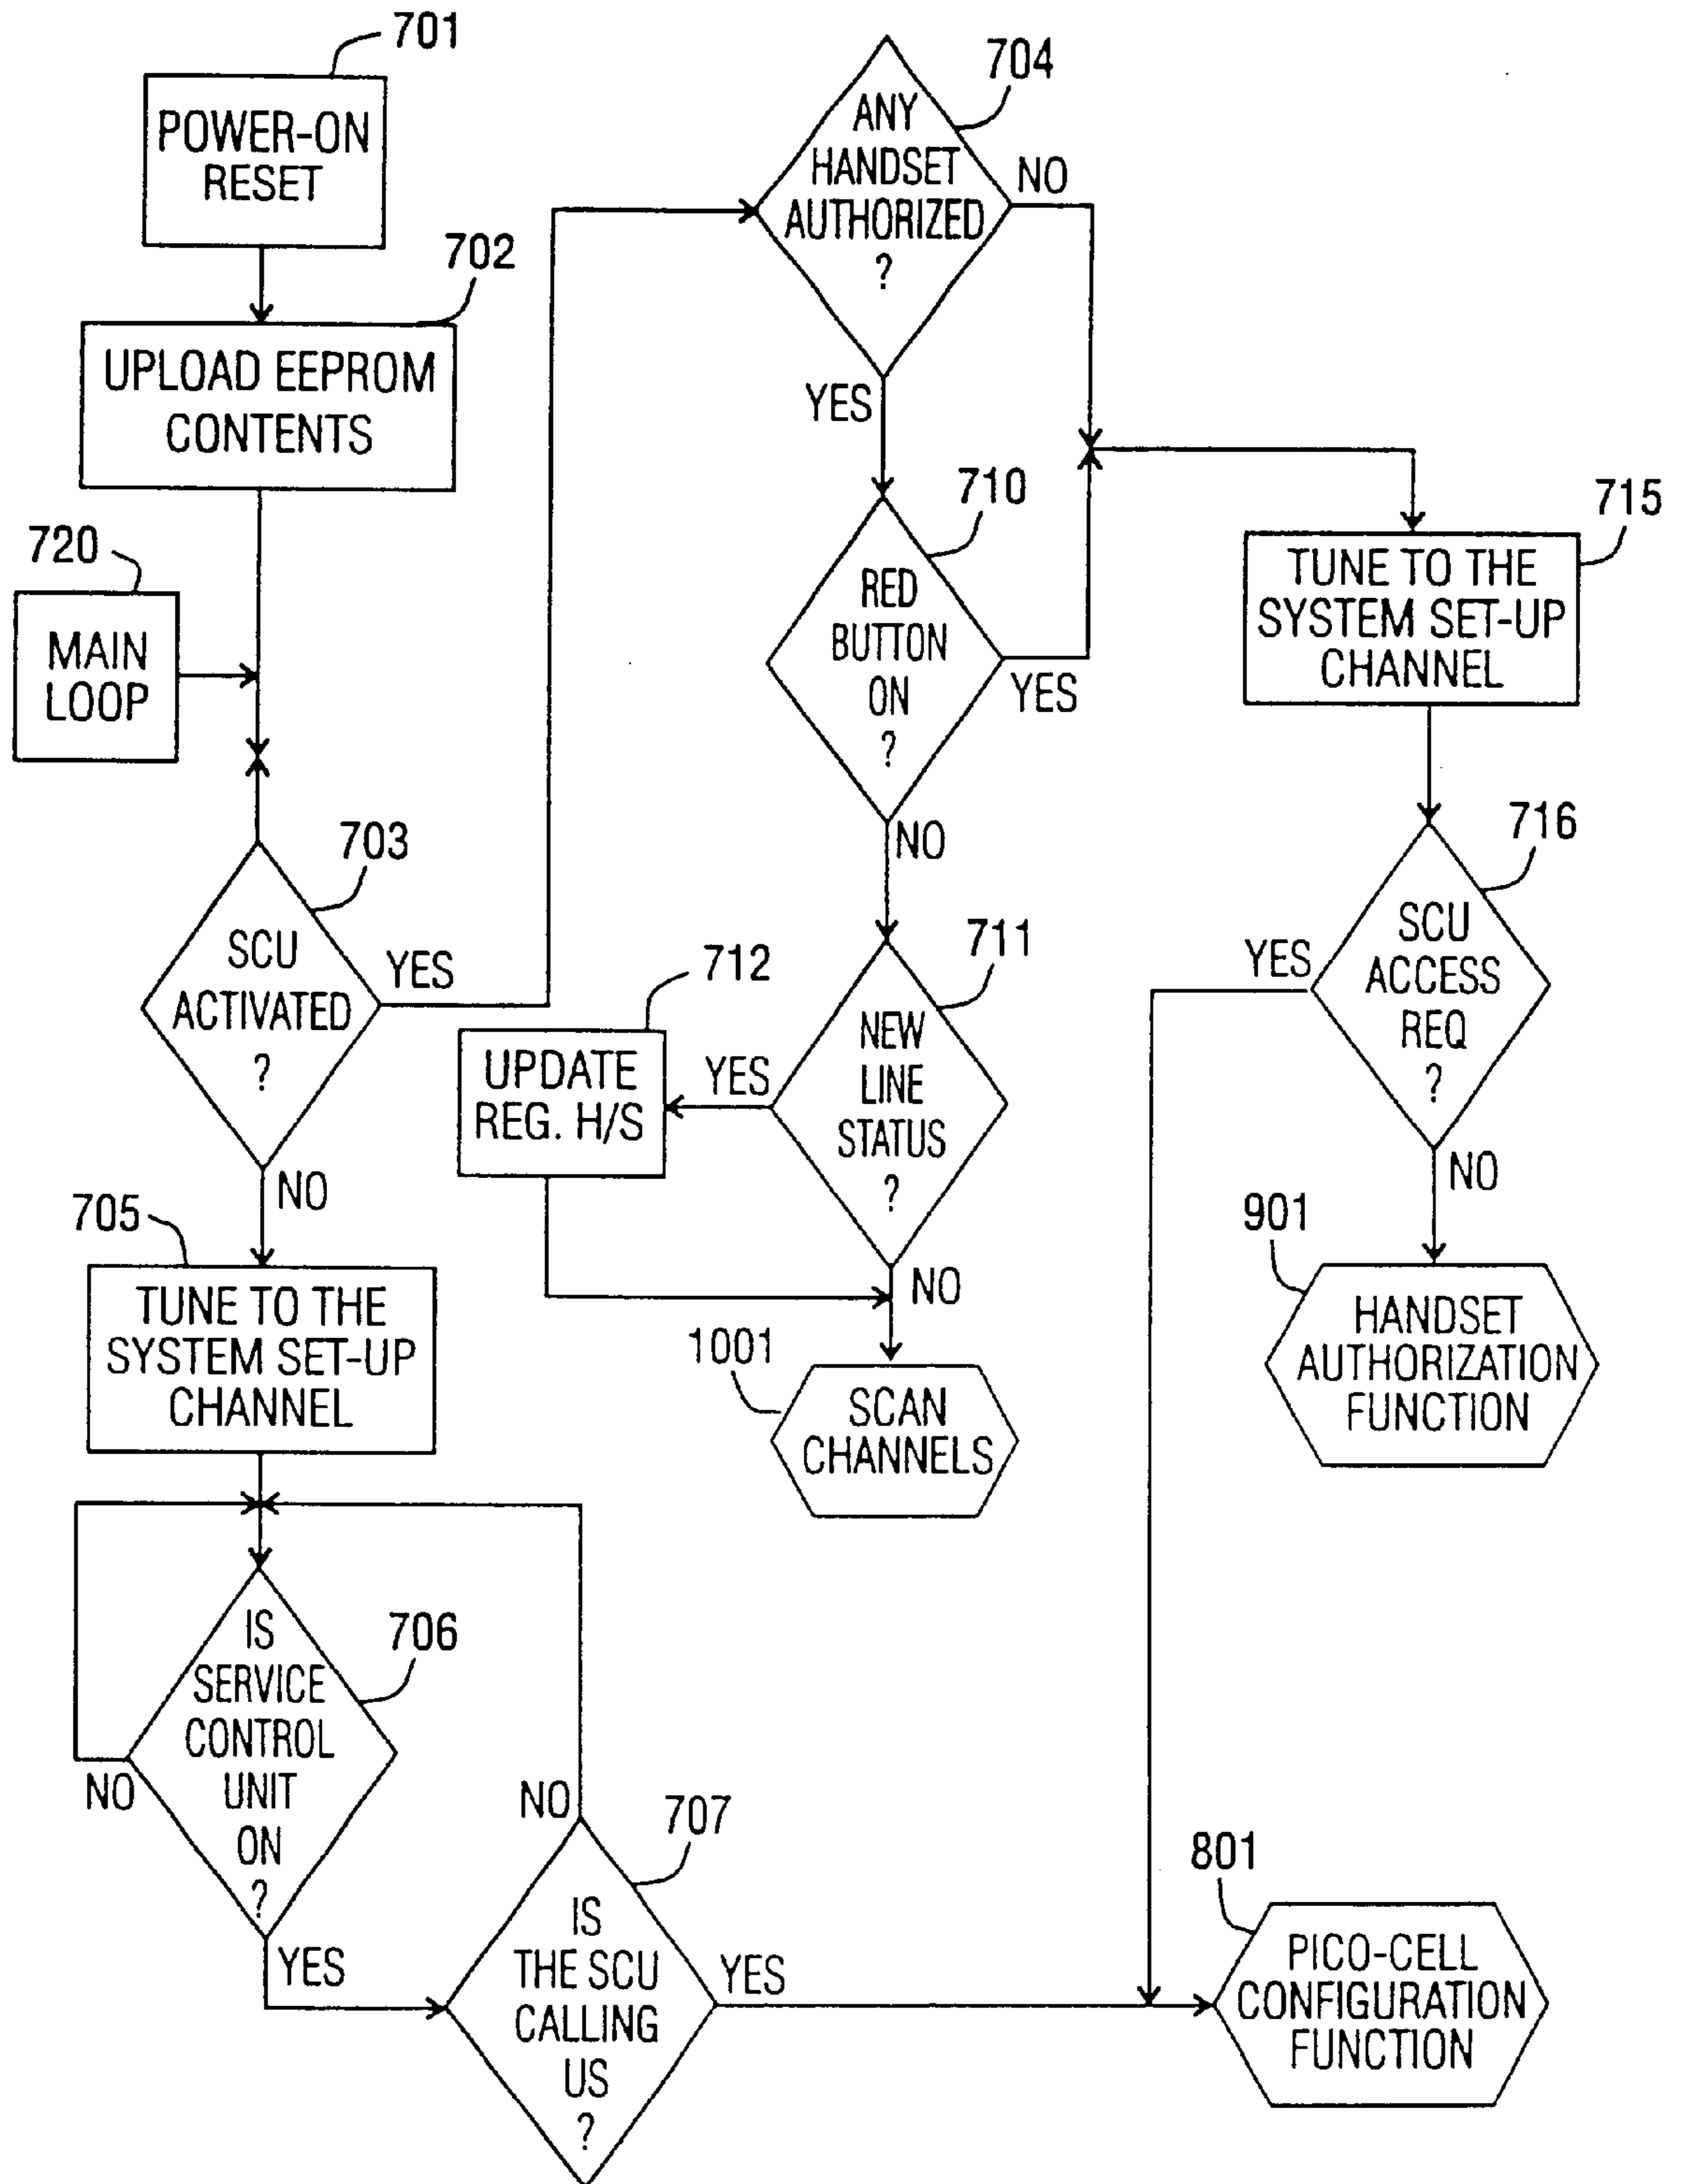 701
POWER-ON
RESET
702
UPLOAD EEPROM
CONTENTS
720
MAIN
LOOP
703
SCU
ACTIVATED
?
YES
NO
705
TUNE TO THE
SYSTEM SET-UP
CHANNEL
706
IS
SERVICE
CONTROL
UNIT
ON
?
NO
YES
707
IS
THE SCU
CALLING
US
?
NO
YES
704
ANY
HANDSET
AUTHORIZED
?
NO
YES
710
RED
BUTTON
ON
?
YES
NO
711
NEW
LINE
STATUS
?
YES
NO
712
UPDATE
REG. H/S
1001
SCAN
CHANNELS
715
TUNE TO THE
SYSTEM SET-UP
CHANNEL
716
SCU
ACCESS
REQ
?
YES
NO
901
HANDSET
AUTHORIZATION
FUNCTION
801
PICO-CELL
CONFIGURATION
FUNCTION